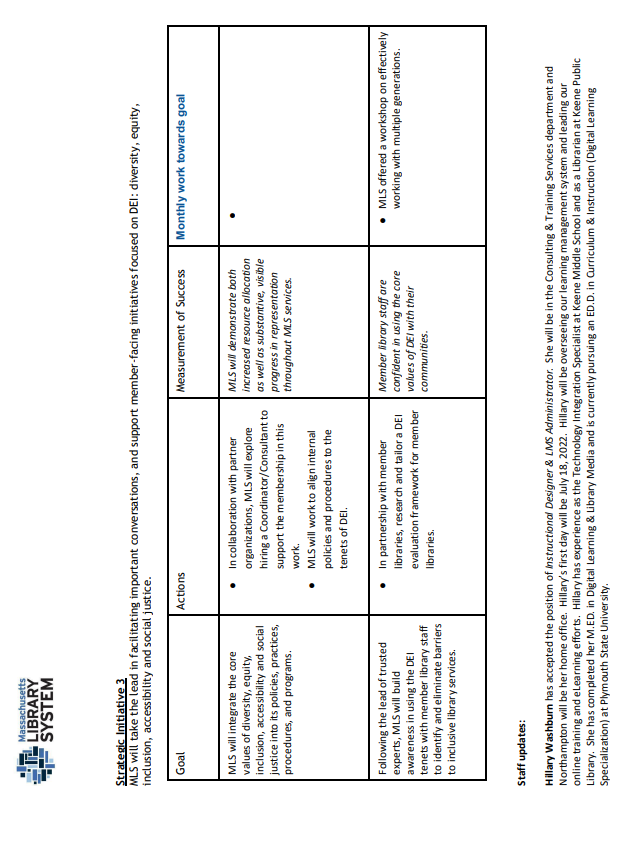 Massachusetts
LIBRARY
SYSTEM
Strategic Initiative 3
MLS will take the lead in facilitating important conversations, and support member-facing initiatives focused on DEI: diversity, equity,
inclusion, accessibility and social justice.
Goal
Actions
Measurement of Success
Monthly work towards goal
MLS will integrate the core
values of diversity, equity,
inclusion, accessibility and social
justice into its policies, practices,
procedures, and programs.
● In collaboration with partner
organizations, MLS will explore
hiring a Coordinator/Consultant to
support the membership in this
work.
● MLS will work to align internal
policies and procedures to the
tenets of DEI.
MLS will demonstrate both
increased resource allocation
as well as substantive, visible
progress in representation
throughout MLS services.
●
Following the lead of trusted
experts, MLS will build
awareness in using the DEI
tenets with member library staff
to identify and eliminate barriers
to inclusive library services.
● In partnership with member
libraries, research and tailor a DEI
evaluation framework for member
libraries.
Member library staff are
confident in using the core
values of DEI with their
communities.
● MLS offered a workshop on effectively
working with multiple generations.
Staff updates:
Hillary Washburn has accepted the position of Instructional Designer & LMS Administrator. She will be in the Consulting & Training Services department and
Northampton will be her home office. Hillary's first day will be July 18, 2022. Hillary will be overseeing our learning management system and leading our
online training and eLearning efforts. Hillary has experience as the Technology Integration Specialist at Keene Middle School and as a Librarian at Keene Public
Library. She has completed her M.ED. in Digital Learning & Library Media and is currently pursuing an ED.D. in Curriculum & Instruction (Digital Learning
Specialization) at Plymouth State University.